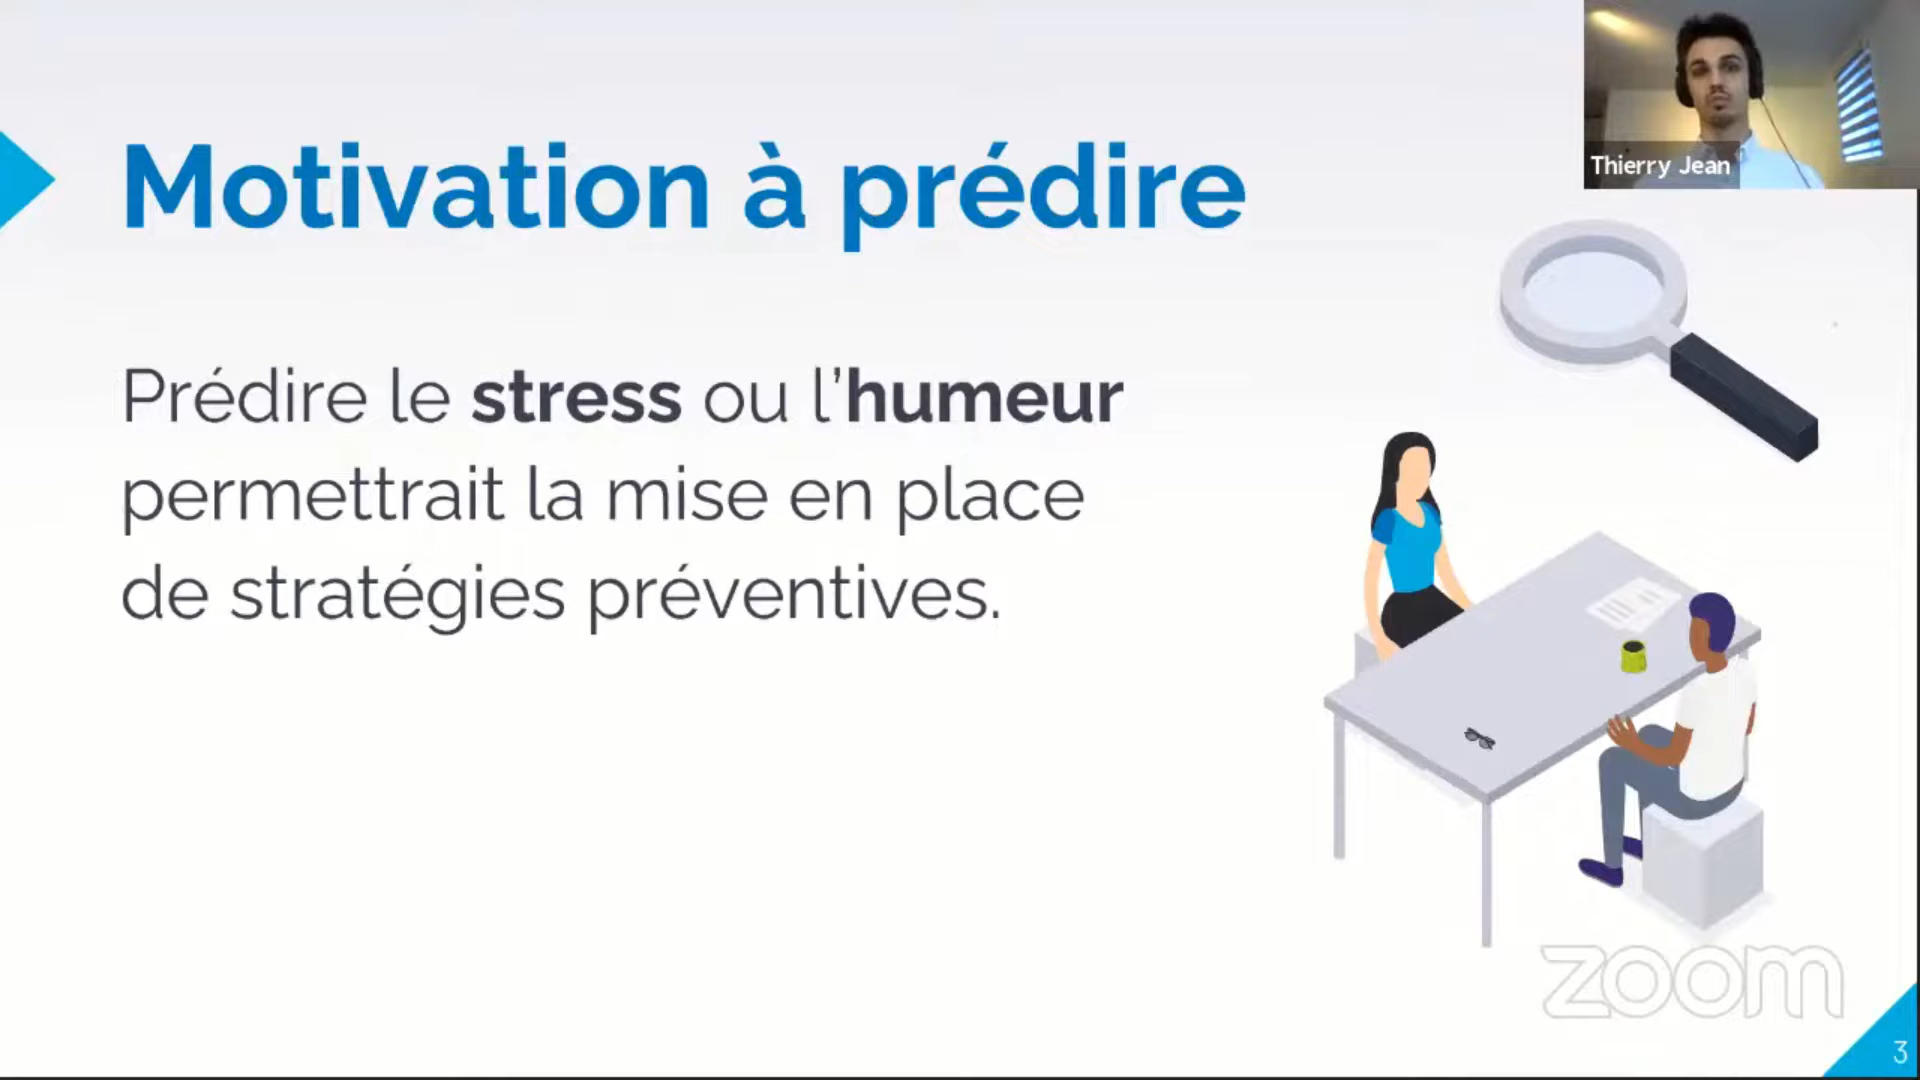 Thierry Jean
Motivation à prédire
Prédire le stress ou l'humeur
permettrait la mise en place
de stratégies préventives.
zoom
3